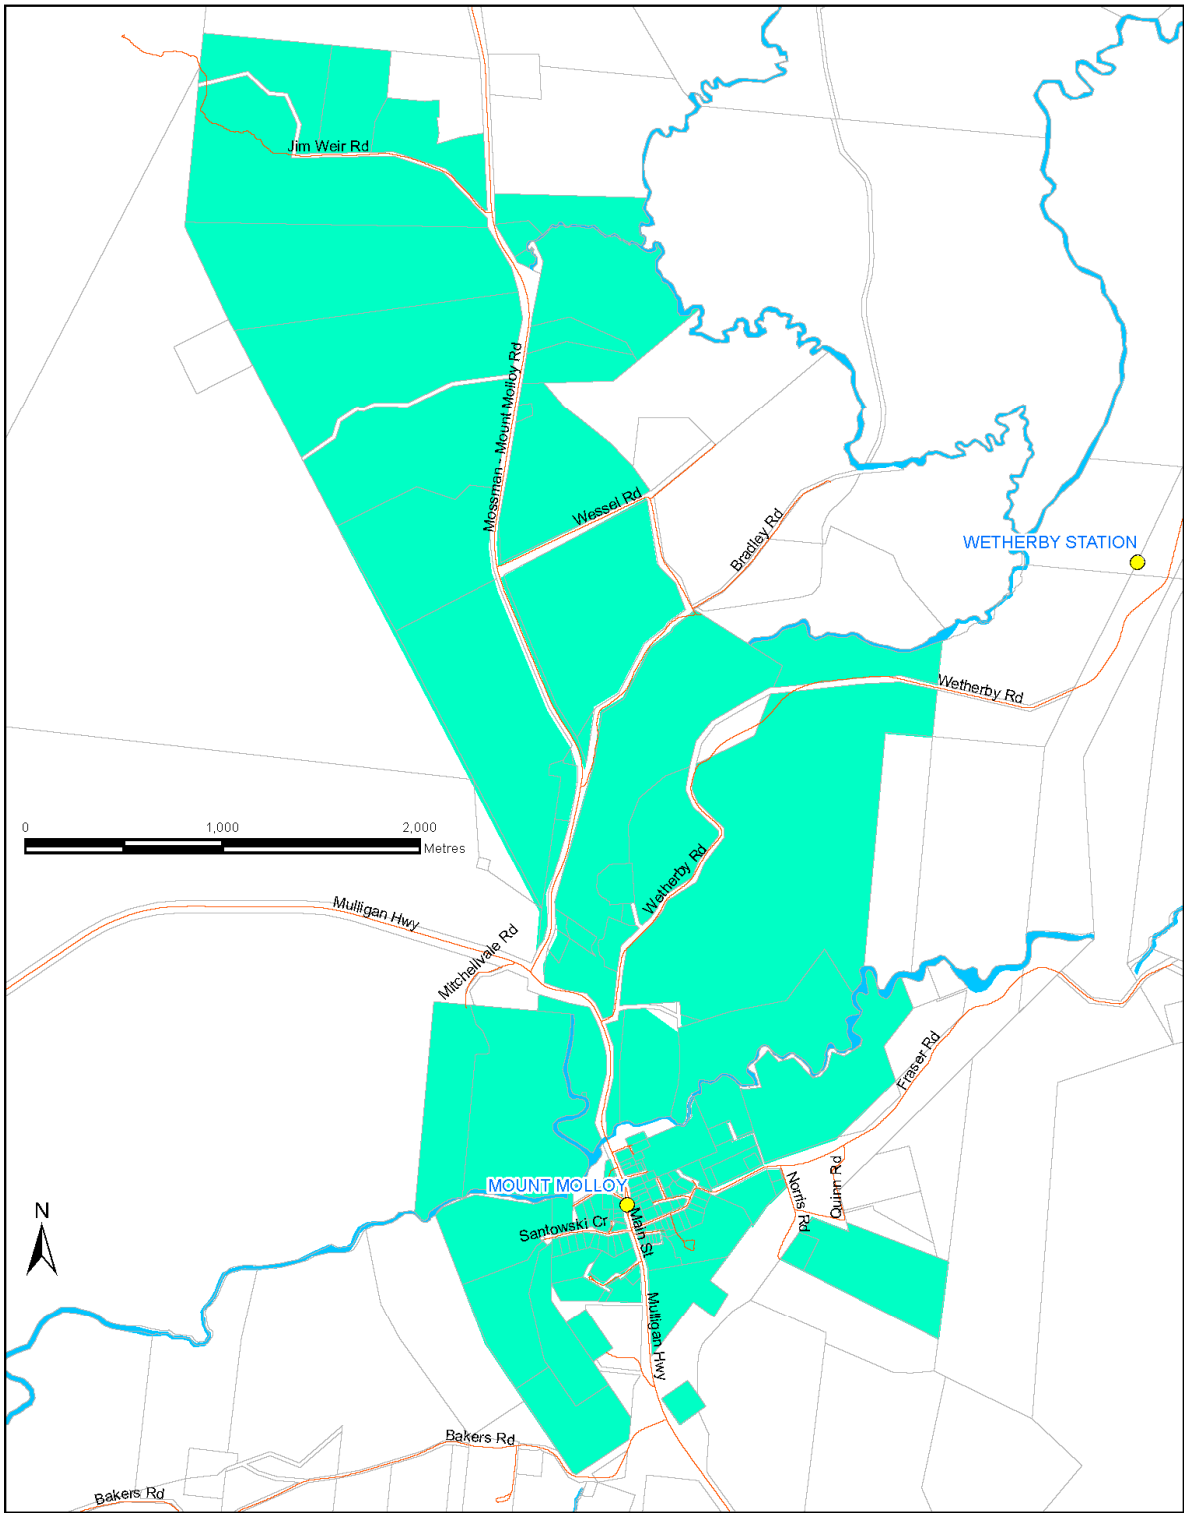 Jim Weir Rd
Mossman - Mount Molloy Rd
Wessel Rd
Bradley Rd
WETHERBY STATION
Wetherby Rd
0 1,000 2,000
Metres
Wetherby Rd
Mulligan Hwy
Mitchellvale Rd
Fraser Rd
MOUNT MOLLOY
Norris Rd
Quinn Rd
N
Santowski Cr
Main St
Mulligan Hwy
Bakers Rd
Bakers Rd